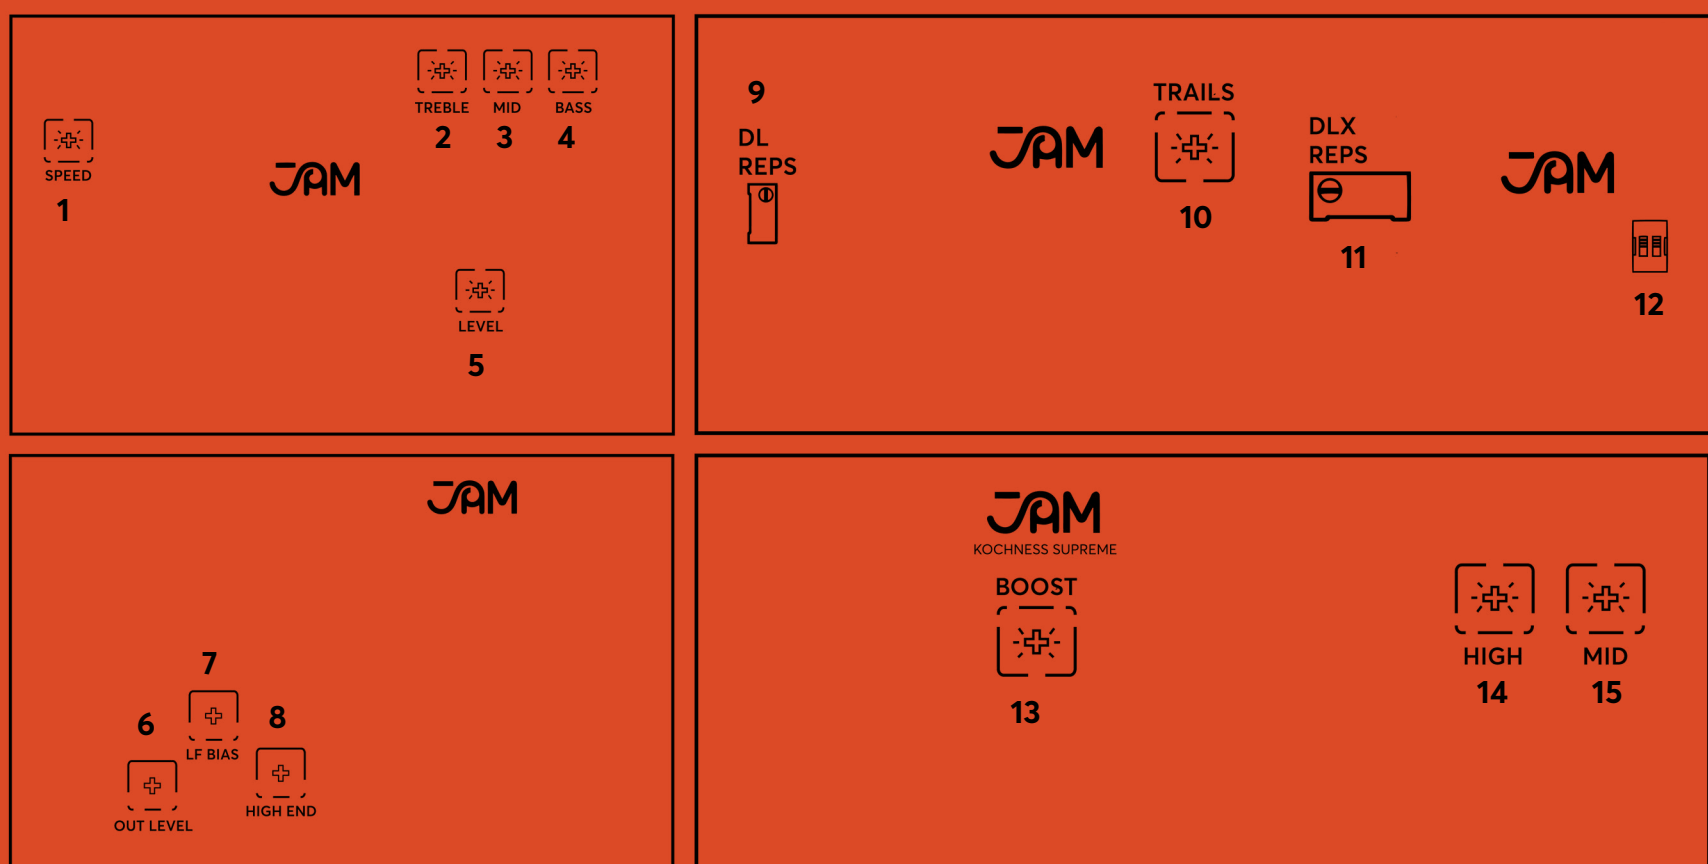 TREBLE MID BASS
2 3 4
SPEED
1
JAM
LEVEL
5
9
DL
REPS
JAM
TRAILS
10
DLX
REPS
11
JAM
12
JAM
7
6
8
LF BIAS
OUT LEVEL
HIGH END
JAM
KOCHNESS SUPREME
BOOST
13
HIGH MID
14 15